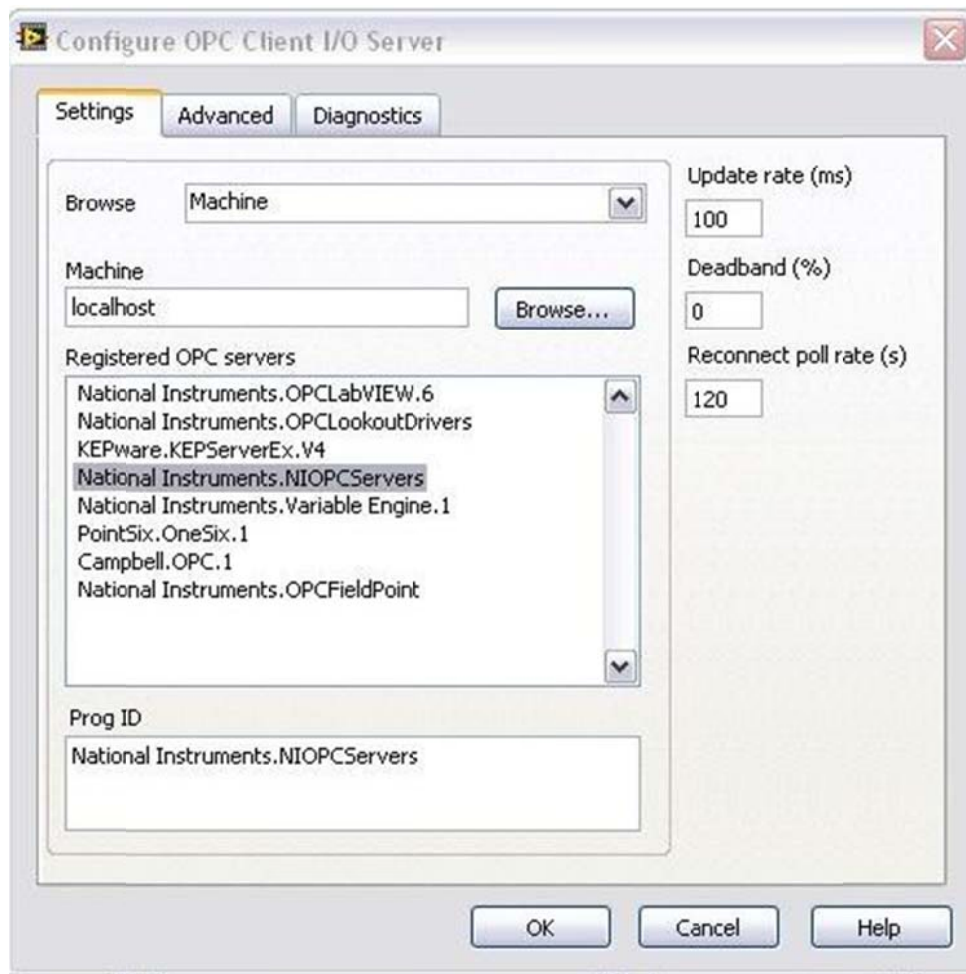 Configure OPC Client I/O Server
Settings
Advanced
Diagnostics
Browse
Machine
Machine
localhost
Browse...
Registered OPC servers
National Instruments.OPCLabVIEW.6
National Instruments.OPCLookoutDrivers
KEPware.KEPServerEx.V4
National Instruments.NIOPCServers
National Instruments.Variable Engine.1
PointSix.OneSix.1
Campbell.OPC.1
National Instruments.OPCFieldPoint
Prog ID
National Instruments.NIOPCServers
Update rate (ms)
100
Deadband (%)
0
Reconnect poll rate (s)
120
OK
Cancel
Help